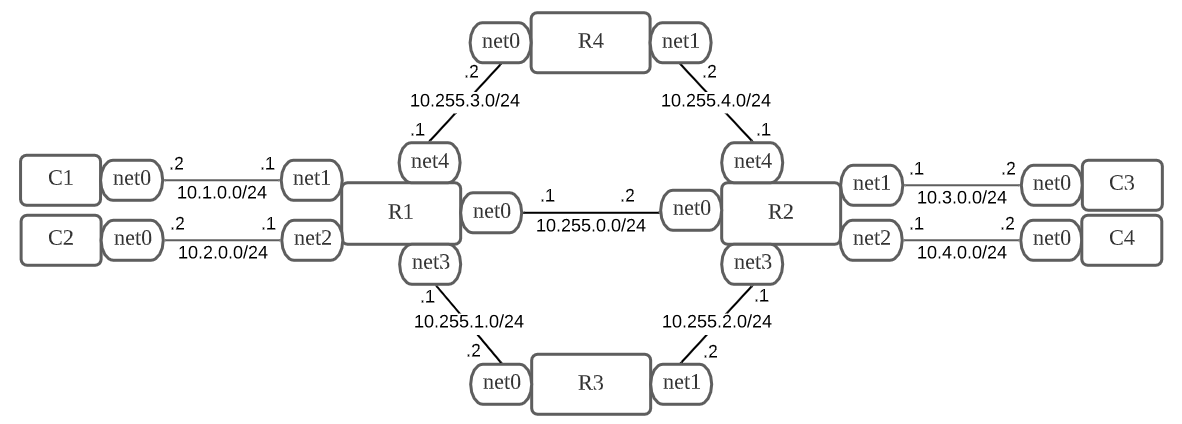 net0 R4 net1
.2 .2
10.255.3.0/24 10.255.4.0/24
.1 .1
net4 net4
C1 net0 .2 .1 net1 net1 .1 .2 net0 C3
10.1.0.0/24 10.3.0.0/24
R1 net0 .1 .2 net0 R2
10.255.0.0/24
C2 net0 .2 .1 net2 net2 .1 .2 net0 C4
10.2.0.0/24 10.4.0.0/24
net3 net3
.1 .1
10.255.1.0/24 10.255.2.0/24
.2 .2
net0 R3 net1